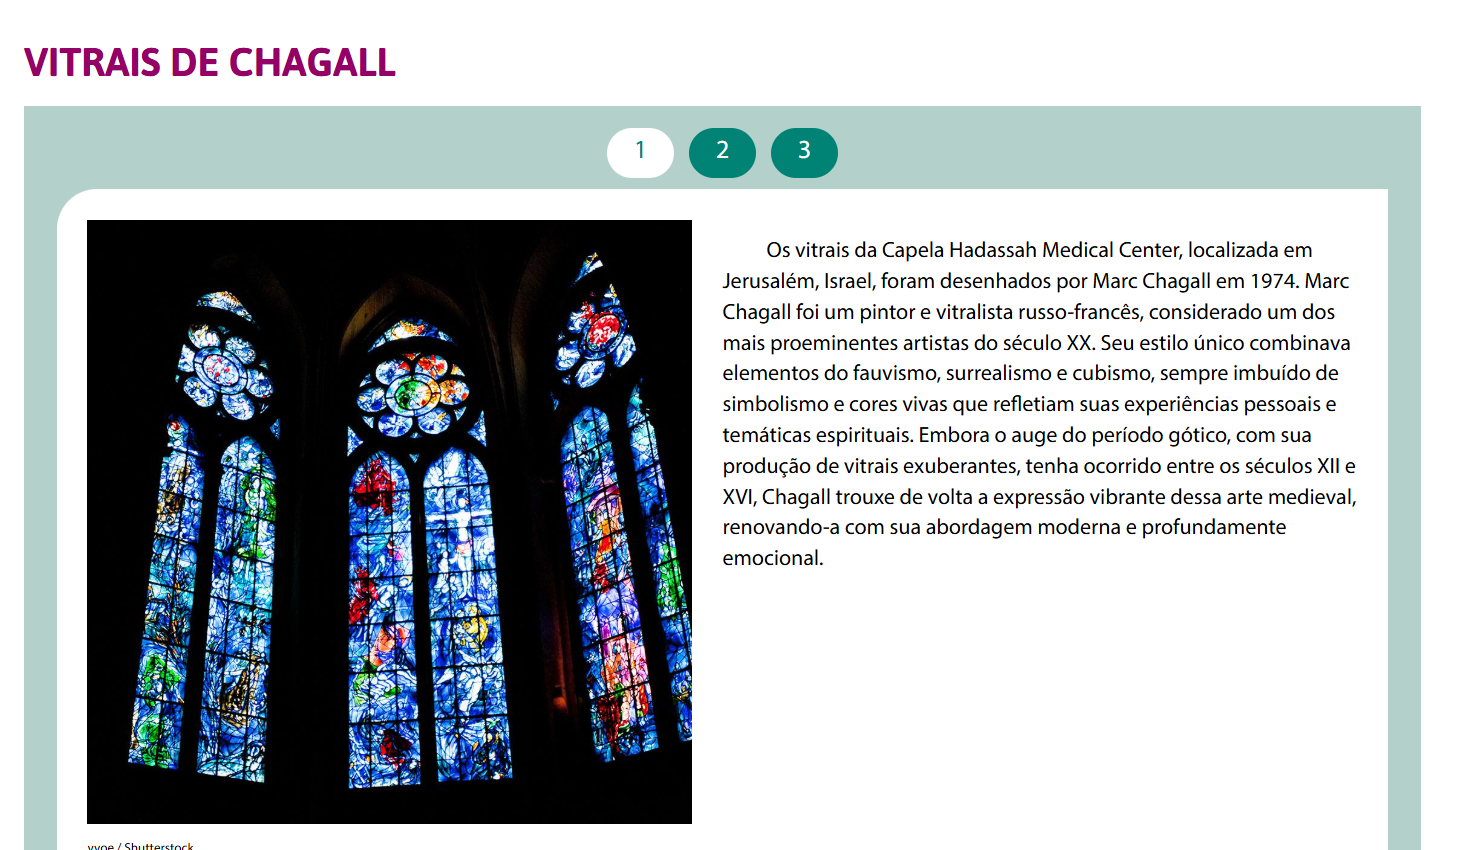 VITRAIS DE CHAGALL
1 2 3
Os vitrais da Capela Hadassah Medical Center, localizada em
Jerusalém, Israel, foram desenhados por Marc Chagall em 1974. Marc
Chagall foi um pintor e vitralista russo-francês, considerado um dos
mais proeminentes artistas do século XX. Seu estilo único combinava
elementos do fauvismo, surrealismo e cubismo, sempre imbuído de
simbolismo e cores vivas que refletiam suas experiências pessoais e
temáticas espirituais. Embora o auge do período gótico, com sua
produção de vitrais exuberantes, tenha ocorrido entre os séculos XII e
XVI, Chagall trouxe de volta a expressão vibrante dessa arte medieval,
renovando-a com sua abordagem moderna e profundamente
emocional.
/ Shutterstock